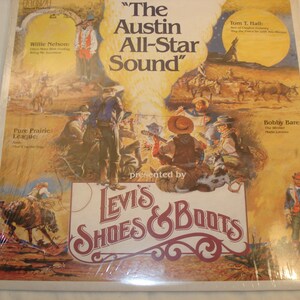 "The
Austin
All-Star
Sound"
Willie Nelson
Tom T. Hall
Pure Prairie
League
Bobby Bare
presented by
LEVI'S
SHOES & BOOTS